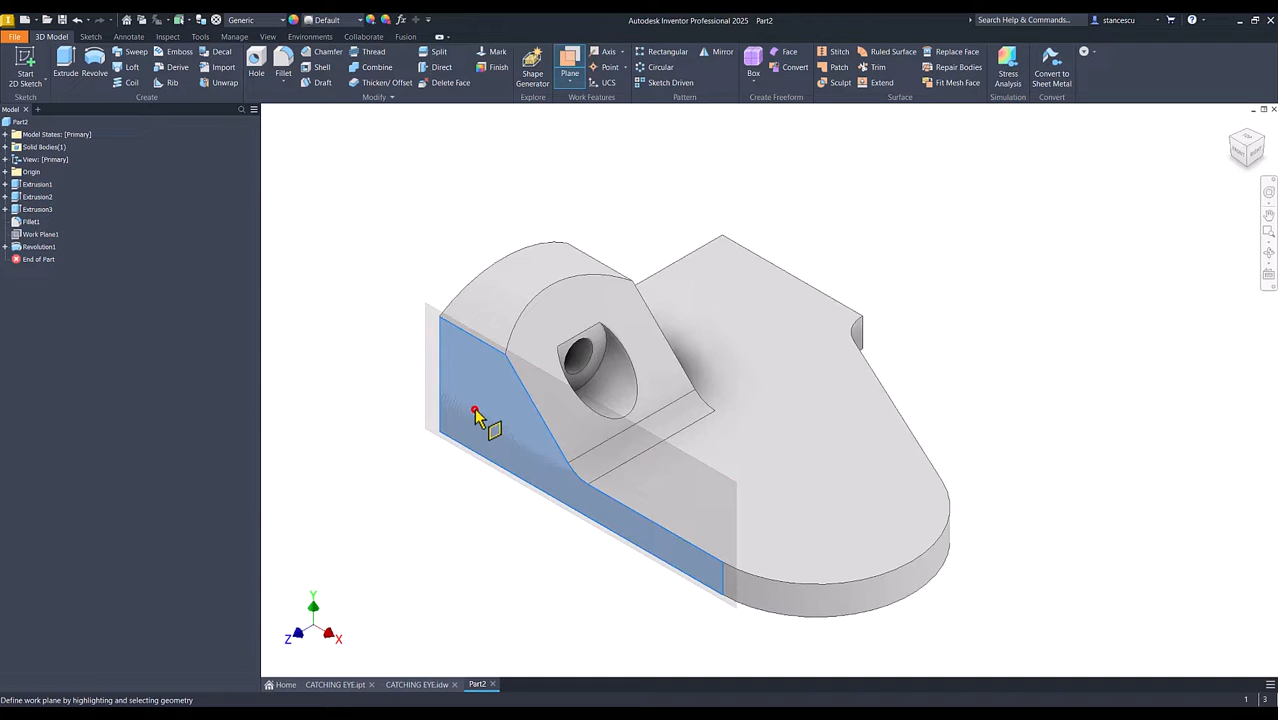 Generic
Default
Autodesk Inventor Professional 2025 Part2
Search Help & Commands...
stancescu
File
3D Model
Sketch
Annotate
Inspect
Tools
Manage
View
Environments
Collaborate
Fusion
Start 2D Sketch
Extrude
Revolve
Sweep
Emboss
Decal
Loft
Derive
Import
Coil
Rib
Unwrap
Hole
Fillet
Chamfer
Thread
Shell
Combine
Draft
Thicken/ Offset
Split
Direct
Delete Face
Mark
Finish
Shape Generator
Plane
Axis
Point
UCS
Rectangular
Mirror
Circular
Sketch Driven
Box
Face
Convert
Stitch
Ruled Surface
Replace Face
Patch
Trim
Repair Bodies
Sculpt
Extend
Fit Mesh Face
Stress Analysis
Convert to Sheet Metal
Sketch
Create
Modify
Explore
Work Features
Pattern
Create Freeform
Surface
Simulation
Convert
Model
Part2
Model States: [Primary]
Solid Bodies(1)
View: [Primary]
Origin
Extrusion1
Extrusion2
Extrusion3
Fillet1
Work Plane1
Revolution1
End of Part
TOP
FRONT
RIGHT
Y
Z
X
Home
CATCHING EYE.ipt
CATCHING EYE.idw
Part2
Define work plane by highlighting and selecting geometry
1
3